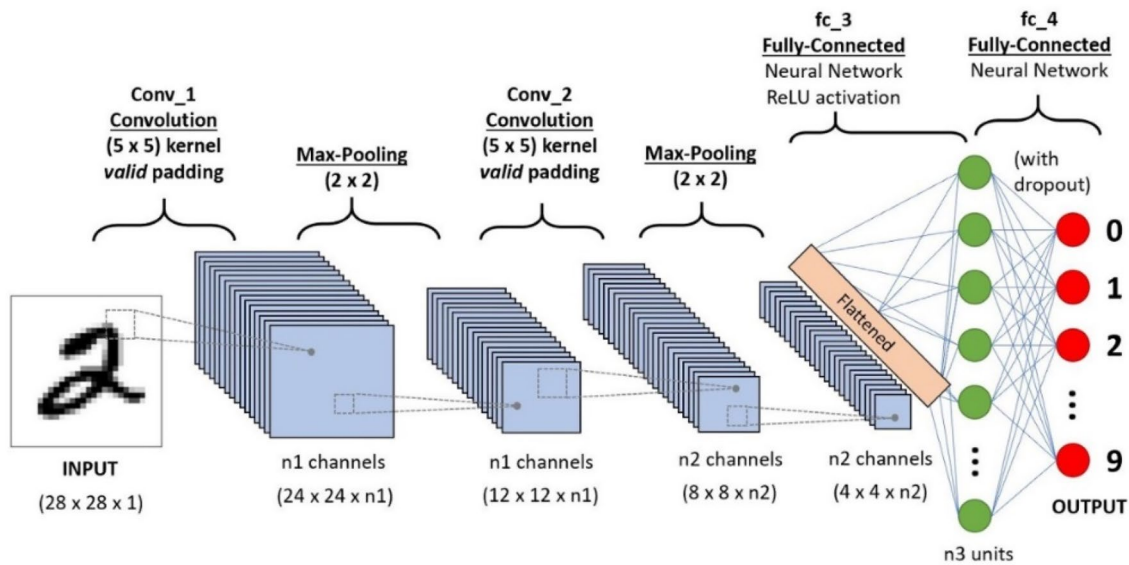 fc_3
Fully-Connected
Neural Network
ReLU activation
fc_4
Fully-Connected
Neural Network
Conv_1
Convolution
(5 x 5) kernel
valid padding
Max-Pooling
(2 x 2)
Conv_2
Convolution
(5 x 5) kernel
valid padding
Max-Pooling
(2 x 2)
(with
dropout)
Flattened
0
1
2
9
INPUT
(28 x 28 x 1)
n1 channels
(24 x 24 x n1)
n1 channels
(12 x 12 x n1)
n2 channels
(8 x 8 x n2)
n2 channels
(4 x 4 x n2)
OUTPUT
n3 units